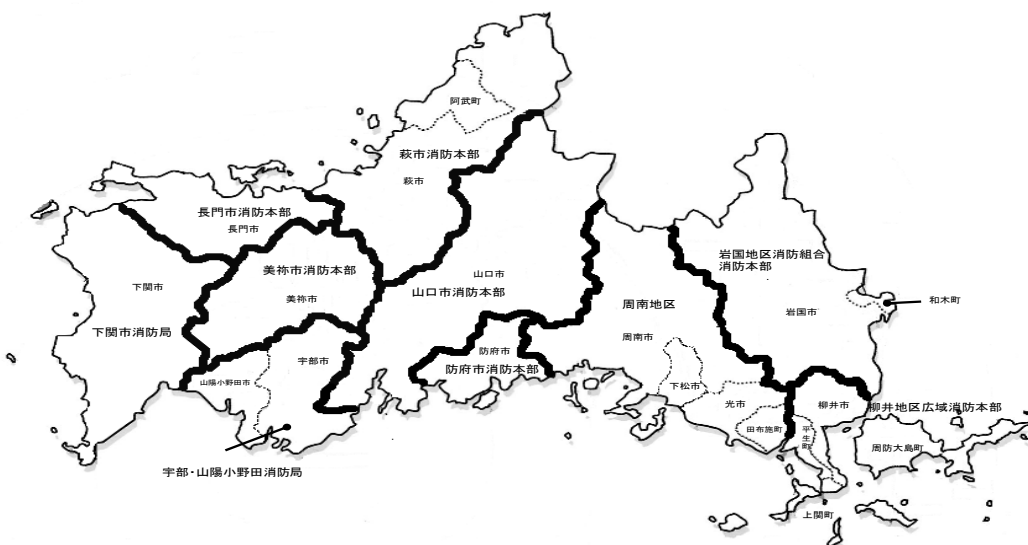 阿武町
萩市消防本部
萩市
長門市消防本部
長門市
美祢市消防本部
美祢市
下関市
下関市消防局
山口市
山口市消防本部
岩国地区消防組合
消防本部
和木町
岩国市
周南地区
周南市
防府市
防府市消防本部
宇部市
山陽小野田市
下松市
光市
田布施町
平生町
柳井市
柳井地区広域消防本部
周防大島町
宇部・山陽小野田消防局
上関町